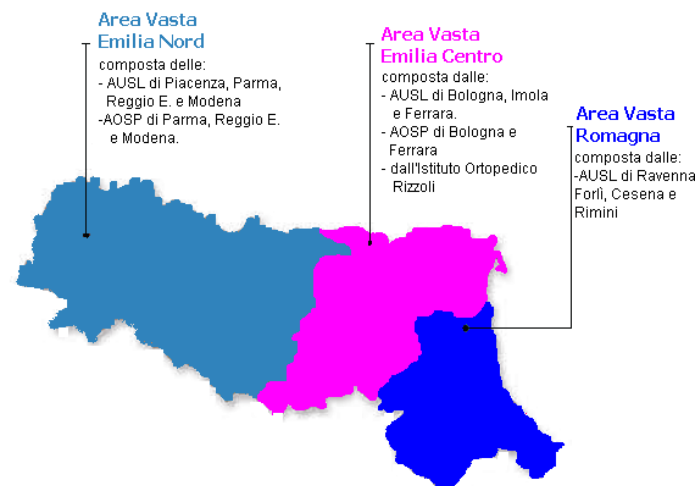 Area Vasta
Emilia Nord
composta delle:
- AUSL di Piacenza, Parma,
Reggio E. e Modena
-AOSP di Parma, Reggio E.
e Modena.
Area Vasta
Emilia Centro
composta dalle:
- AUSL di Bologna, Imola
e Ferrara.
- AOSP di Bologna e
Ferrara
- dall'Istituto Ortopedico
Rizzoli
Area Vasta
Romagna
composta dalle:
-AUSL di Ravenna
Forlì, Cesena e
Rimini